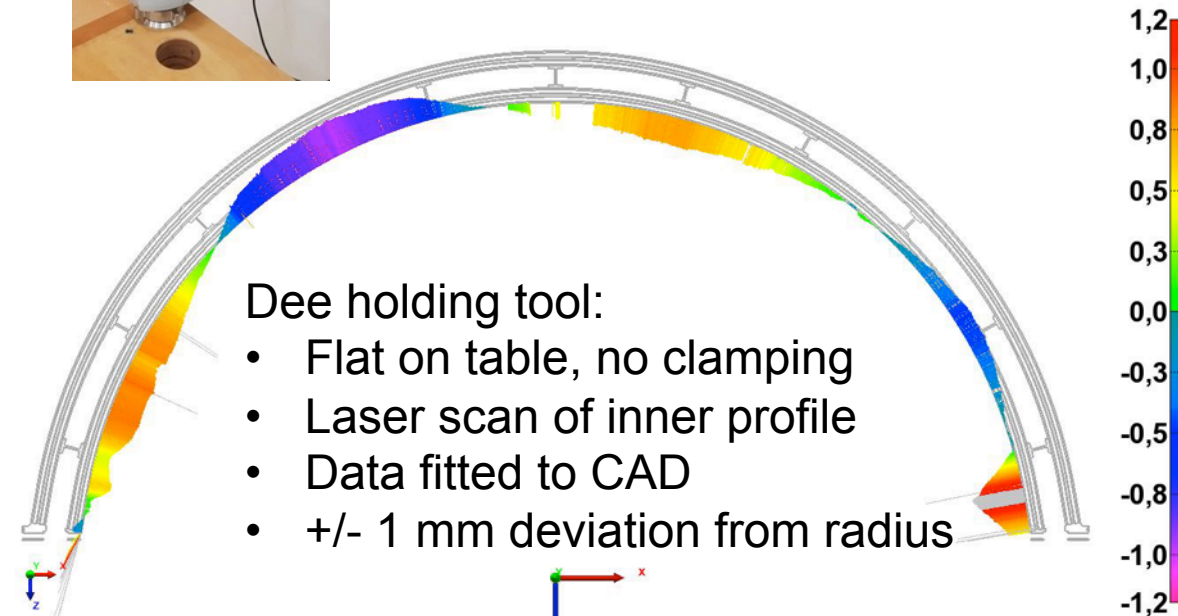 Dee holding tool:
• Flat on table, no clamping
• Laser scan of inner profile
• Data fitted to CAD
• +/- 1 mm deviation from radius
1,2
1,0
0,8
0,5
0,3
0,0
-0,3
-0,5
-0,8
-1,0
-1,2
Y
X
Z
Y
X